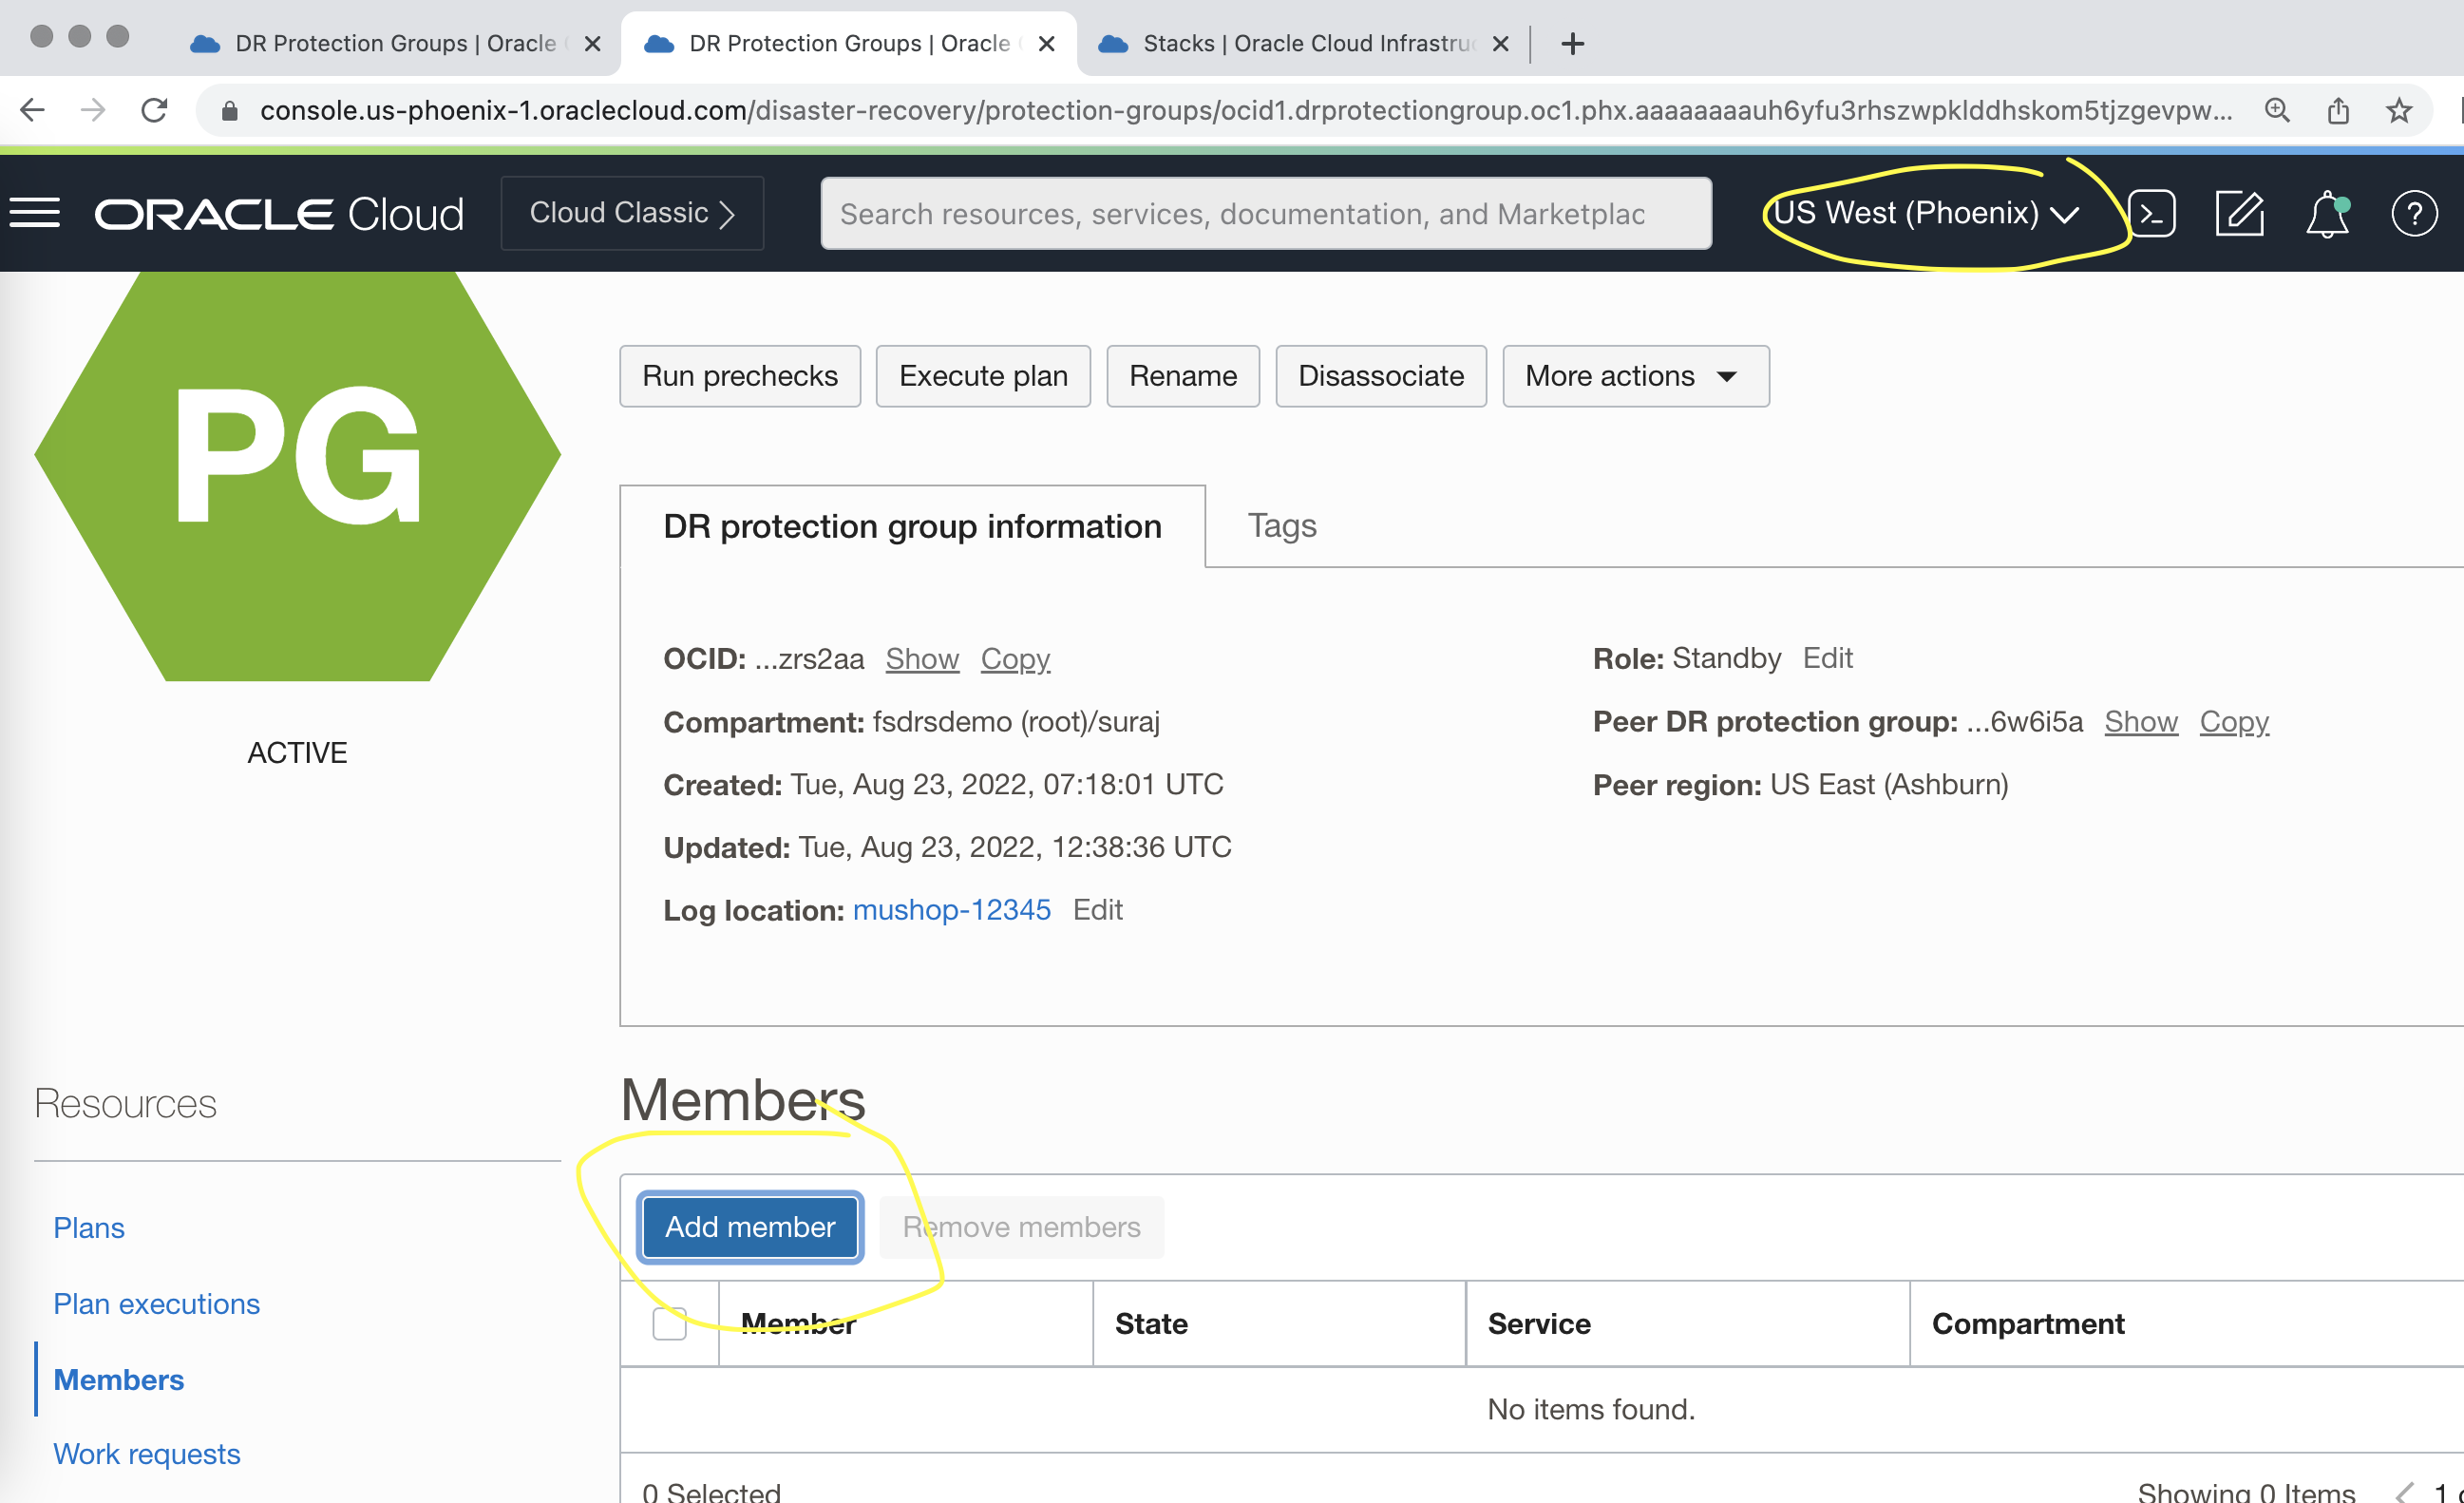 DR Protection Groups | Oracle
DR Protection Groups | Oracle
Stacks | Oracle Cloud Infrastru
console.us-phoenix-1.oraclecloud.com/disaster-recovery/protection-groups/ocid1.drprotectiongroup.oc1.phx.aaaaaaaauh6yfu3rhszwpklddhskom5tjzgevpw...
ORACLE Cloud
Cloud Classic
Search resources, services, documentation, and Marketplac
US West (Phoenix)
PG
ACTIVE
Run prechecks
Execute plan
Rename
Disassociate
More actions
DR protection group information
Tags
OCID: ...zrs2aa Show Copy
Compartment: fsdrsdemo (root)/suraj
Created: Tue, Aug 23, 2022, 07:18:01 UTC
Updated: Tue, Aug 23, 2022, 12:38:36 UTC
Log location: mushop-12345 Edit
Role: Standby Edit
Peer DR protection group: ...6w6i5a Show Copy
Peer region: US East (Ashburn)
Resources
Plans
Plan executions
Members
Work requests
Members
Add member
Remove members
Member
State
Service
Compartment
No items found.
0 Selected
Showing 0 Items
1